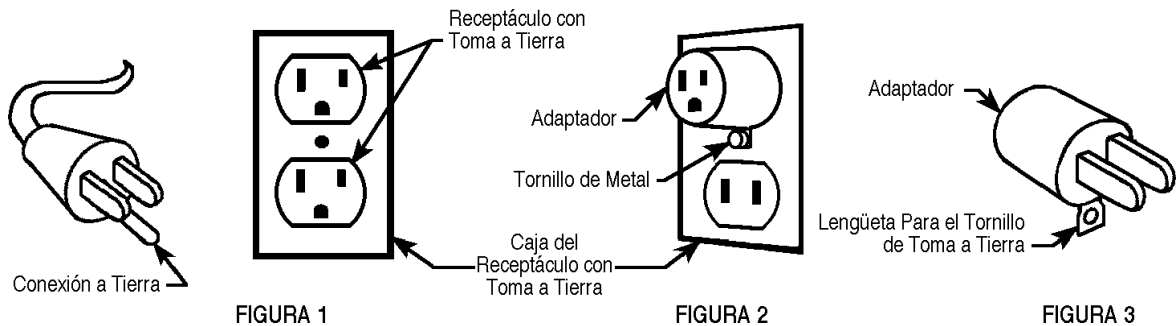 Receptáculo con
Toma a Tierra
Adaptador
Tornillo de Metal
Adaptador
Lengüeta Para el Tornillo
de Toma a Tierra
Conexión a Tierra
Caja del
Receptáculo con
Toma a Tierra
FIGURA 1
FIGURA 2
FIGURA 3